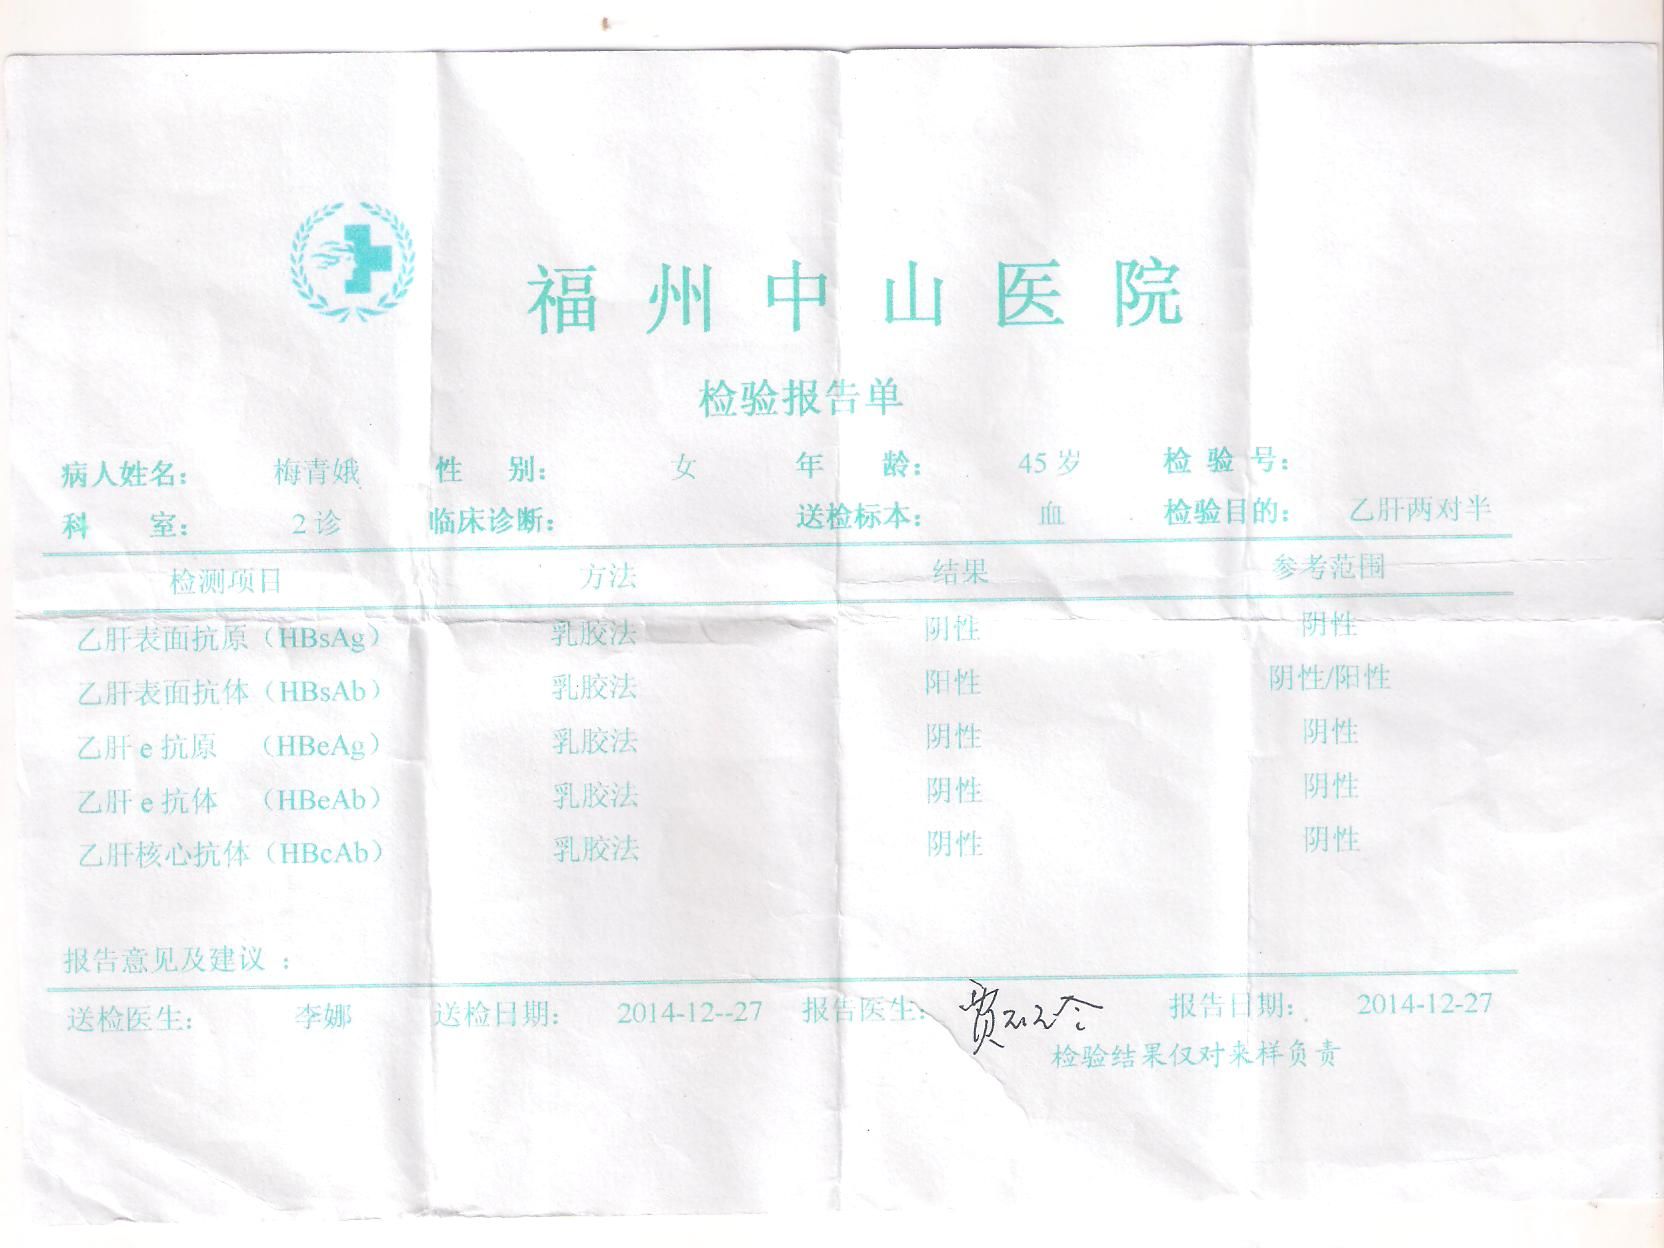 福州中山医院
检验报告单
病人姓名： 梅青娥 性 别： 女 年 龄： 45 岁 检 验 号：
科 室： 2 诊 临床诊断： 送检标本： 血 检验目的： 乙肝两对半
检测项目 方法 结果 参考范围
乙肝表面抗原（HBsAg） 乳胶法 阴性 阴性
乙肝表面抗体（HBsAb） 乳胶法 阳性 阴性/阳性
乙肝 e 抗原 （HBeAg） 乳胶法 阴性 阴性
乙肝 e 抗体 （HBeAb） 乳胶法 阴性 阴性
乙肝核心抗体（HBcAb） 乳胶法 阴性 阴性
报告意见及建议 ：
送检医生： 李娜 送检日期： 2014-12--27 报告医生： 报告日期： 2014-12-27
检验结果仅对来样负责